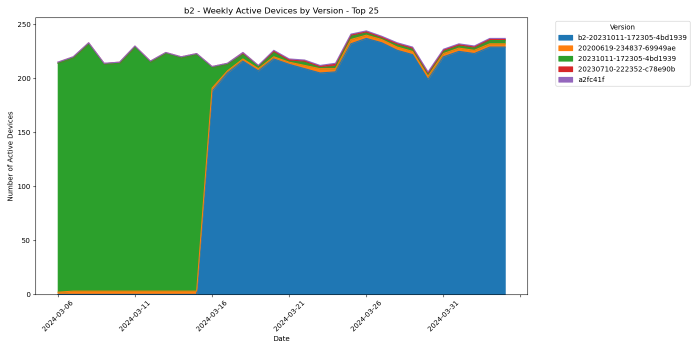 b2 - Weekly Active Devices by Version - Top 25
Version
b2-20231011-172305-4bd1939
20200619-234837-69949ae
20231011-172305-4bd1939
20230710-222352-c78e90b
a2fc41f
Number of Active Devices
250
200
150
100
50
0
2024-03-06
2024-03-11
2024-03-16
2024-03-21
2024-03-26
2024-03-31
Date